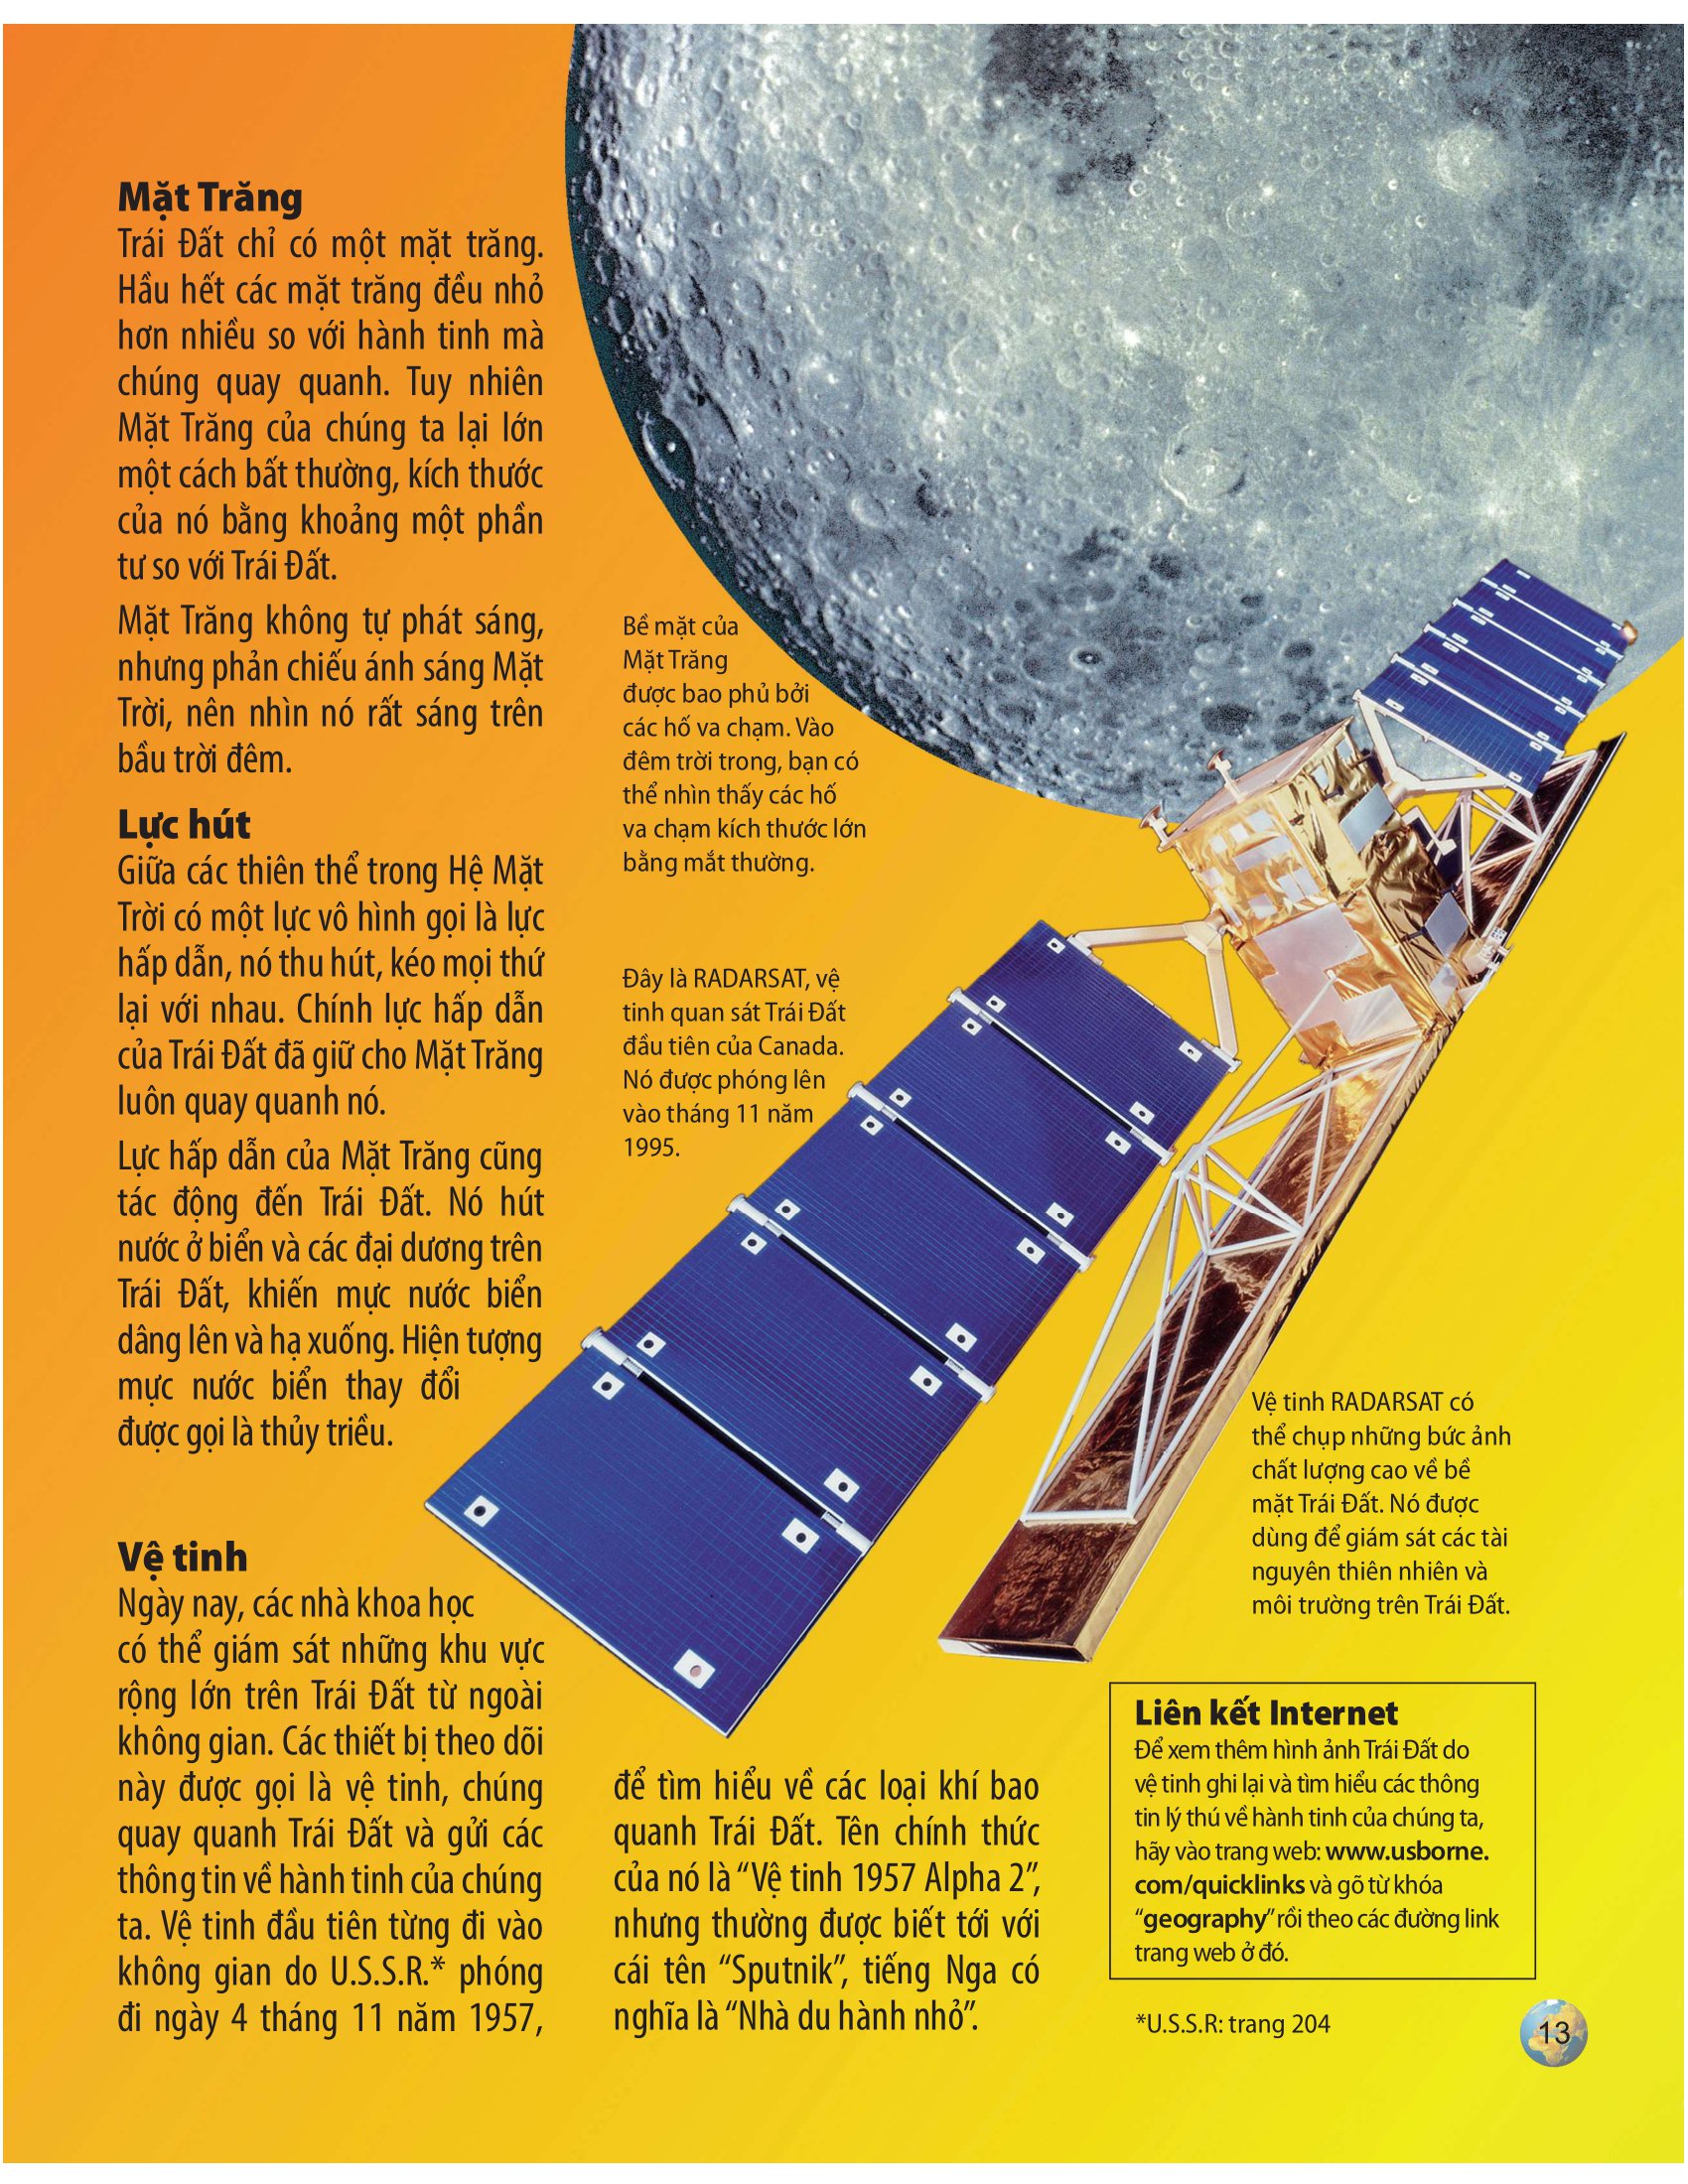 Mặt Trăng
Trái Đất chỉ có một mặt trăng.
Hầu hết các mặt trăng đều nhỏ
hơn nhiều so với hành tinh mà
chúng quay quanh. Tuy nhiên
Mặt Trăng của chúng ta lại lớn
một cách bất thường, kích thước
của nó bằng khoảng một phần
tư so với Trái Đất.
Mặt Trăng không tự phát sáng,
nhưng phản chiếu ánh sáng Mặt
Trời, nên nhìn nó rất sáng trên
bầu trời đêm.
Lực hút
Giữa các thiên thể trong Hệ Mặt
Trời có một lực vô hình gọi là lực
hấp dẫn, nó thu hút, kéo mọi thứ
lại với nhau. Chính lực hấp dẫn
của Trái Đất đã giữ cho Mặt Trăng
luôn quay quanh nó.
Lực hấp dẫn của Mặt Trăng cũng
tác động đến Trái Đất. Nó hút
nước ở biển và các đại dương trên
Trái Đất, khiến mực nước biển
dâng lên và hạ xuống. Hiện tượng
mực nước biển thay đổi
được gọi là thủy triều.
Vệ tinh
Ngày nay, các nhà khoa học
có thể giám sát những khu vực
rộng lớn trên Trái Đất từ ngoài
không gian. Các thiết bị theo dõi
này được gọi là vệ tinh, chúng
quay quanh Trái Đất và gửi các
thông tin về hành tinh của chúng
ta. Vệ tinh đầu tiên từng đi vào
không gian do U.S.S.R.* phóng
đi ngày 4 tháng 11 năm 1957,
để tìm hiểu về các loại khí bao
quanh Trái Đất. Tên chính thức
của nó là “Vệ tinh 1957 Alpha 2”,
nhưng thường được biết tới với
cái tên “Sputnik”, tiếng Nga có
nghĩa là “Nhà du hành nhỏ”.
Bề mặt của
Mặt Trăng
được bao phủ bởi
các hố va chạm. Vào
đêm trời trong, bạn có
thể nhìn thấy các hố
va chạm kích thước lớn
bằng mắt thường.
Đây là RADARSAT, vệ
tinh quan sát Trái Đất
đầu tiên của Canada.
Nó được phóng lên
vào tháng 11 năm
1995.
Vệ tinh RADARSAT có
thể chụp những bức ảnh
chất lượng cao về bề
mặt Trái Đất. Nó được
dùng để giám sát các tài
nguyên thiên nhiên và
môi trường trên Trái Đất.
Liên kết Internet
Để xem thêm hình ảnh Trái Đất do
vệ tinh ghi lại và tìm hiểu các thông
tin lý thú về hành tinh của chúng ta,
hãy vào trang web: www.usborne.
com/quicklinks và gõ từ khóa
“geography” rồi theo các đường link
trang web ở đó.
*U.S.S.R: trang 204
13